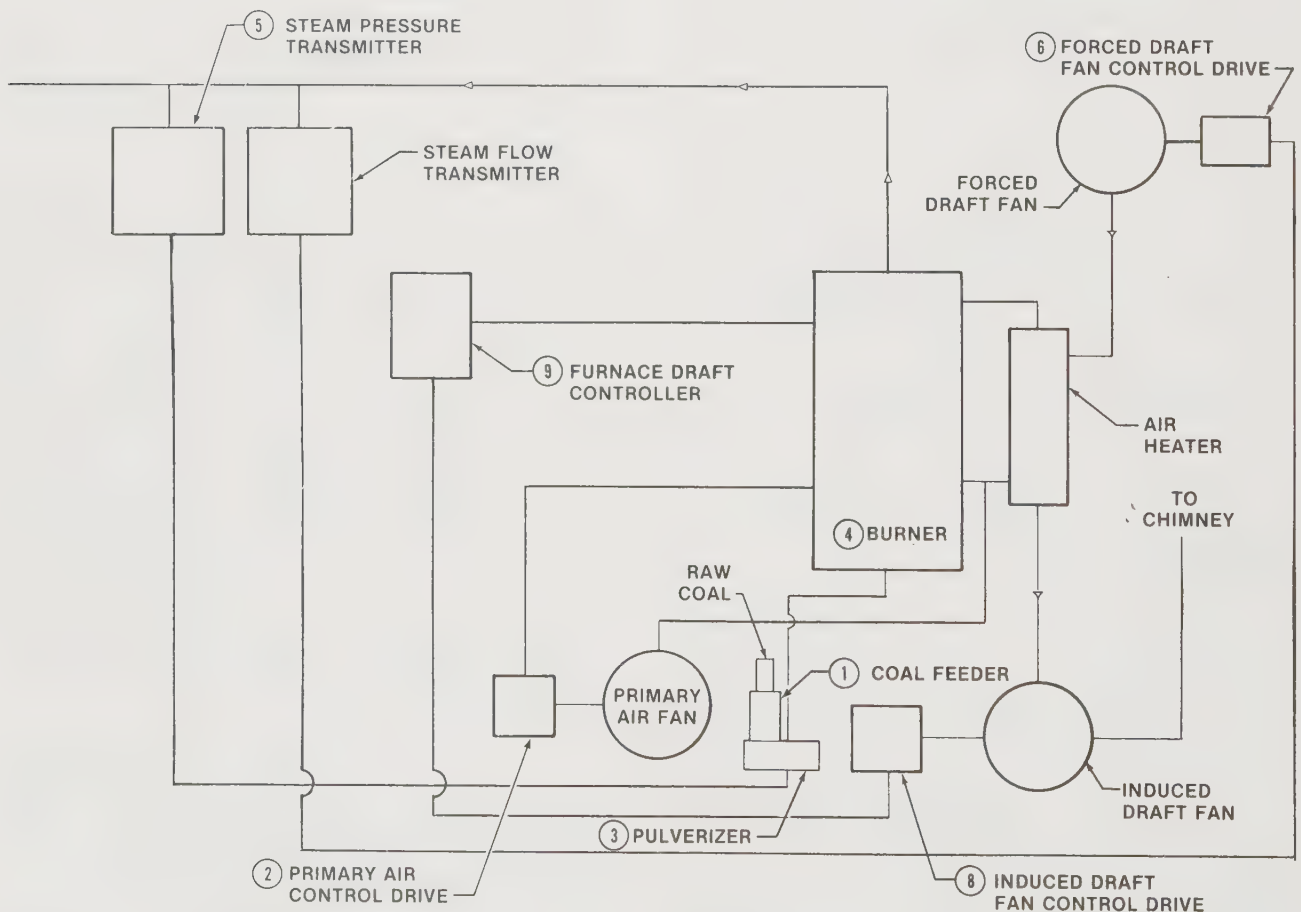 5 STEAM PRESSURE
TRANSMITTER
6 FORCED DRAFT
FAN CONTROL DRIVE
STEAM FLOW
TRANSMITTER
FORCED
DRAFT FAN
9 FURNACE DRAFT
CONTROLLER
AIR
HEATER
TO
CHIMNEY
4 BURNER
RAW
COAL
1 COAL FEEDER
PRIMARY
AIR FAN
INDUCED
DRAFT FAN
3 PULVERIZER
2 PRIMARY AIR
CONTROL DRIVE
8 INDUCED DRAFT
FAN CONTROL DRIVE